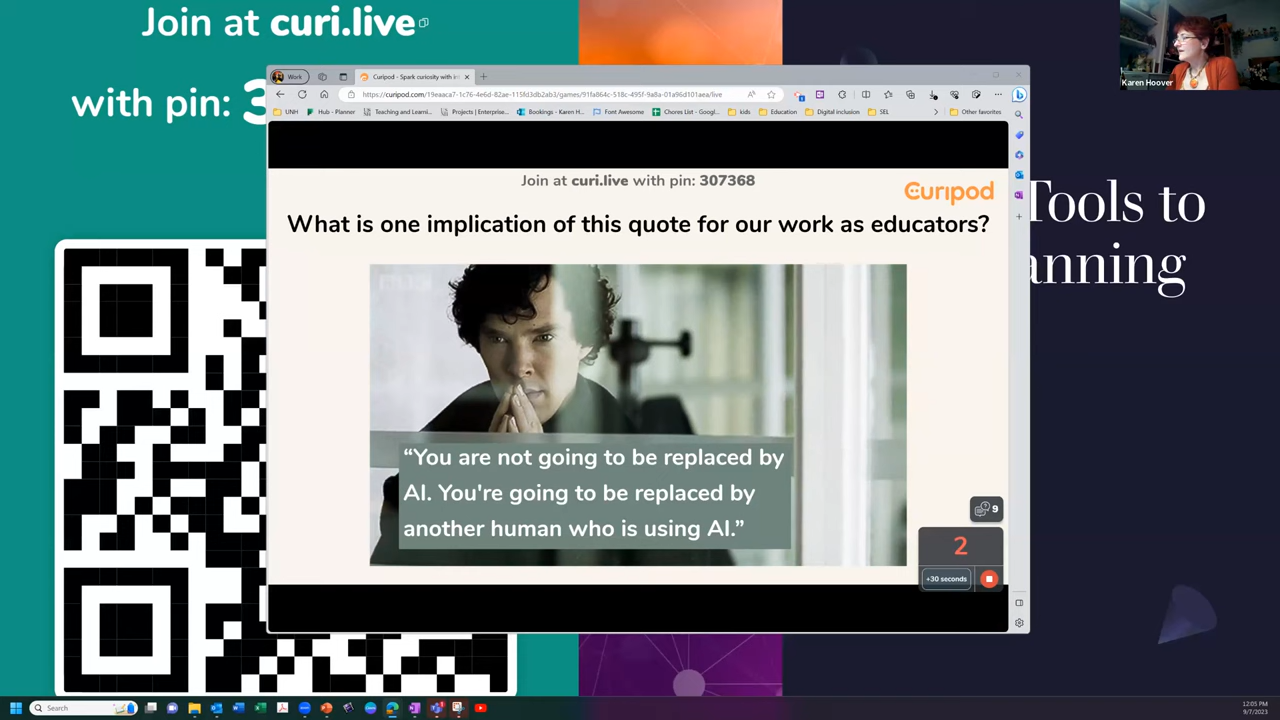 Join at curi.live
with pin: 3
Karen Hoover
Work
Curipod - Spark curiosity with in
https://curipod.com/19eaaca7-1c76-4e6d-82ae-115fd3db2ab3/games/91fa864c-518c-495f-9a8a-01a96d101aea/live
UNH
Hub - Planner
Teaching and Learni...
Projects | Enterprise...
Bookings - Karen H...
Font Awesome
Chores List - Googl...
kids
Education
Digital inclusion
SEL
Other favorites
Join at curi.live with pin: 307368
Curipod
What is one implication of this quote for our work as educators?
“You are not going to be replaced by
AI. You're going to be replaced by
another human who is using AI.”
9
2
+30 seconds
Tools to
anning
Search
12:05 PM
9/7/2023